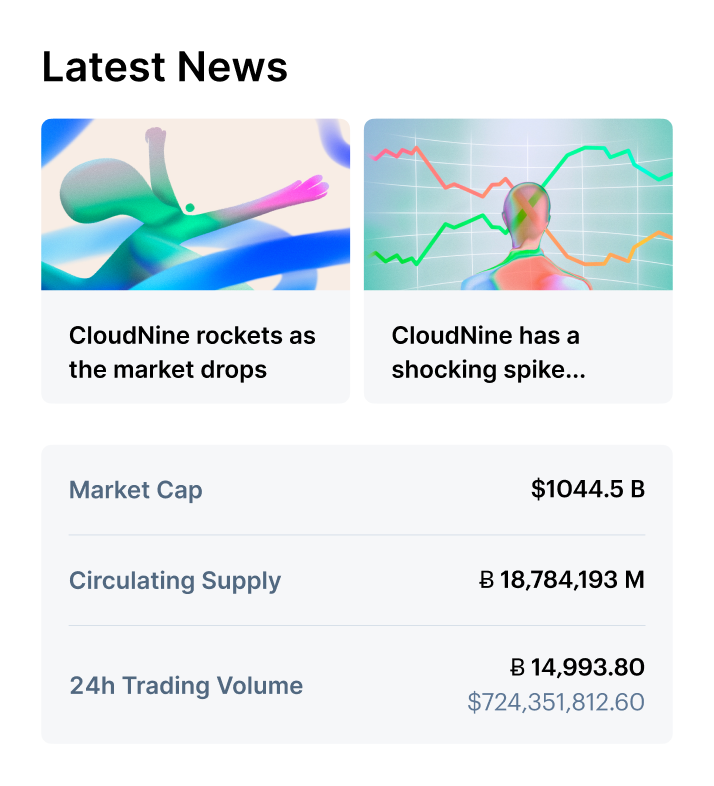 Latest News
CloudNine rockets as
the market drops
CloudNine has a
shocking spike...
Market Cap
$1044.5 B
Circulating Supply
Ƀ 18,784,193 M
24h Trading Volume
Ƀ 14,993.80
$724,351,812.60